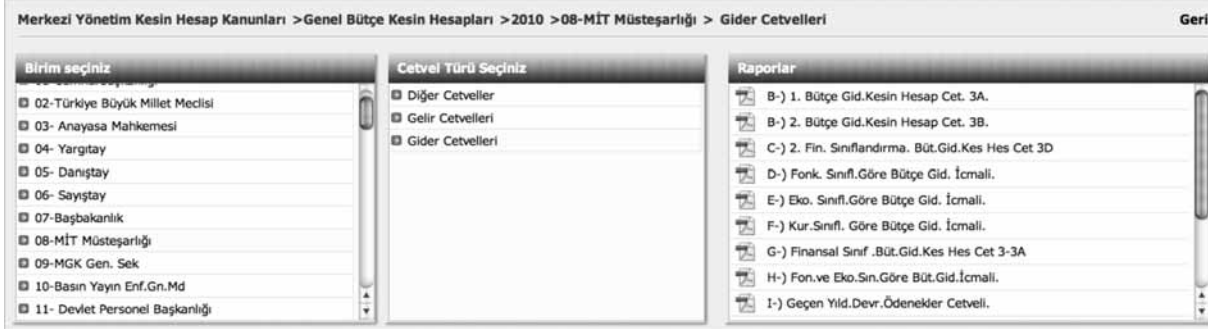 Merkezi Yönetim Kesin Hesap Kanunları >Genel Bütçe Kesin Hesapları >2010 >08-MİT Müsteşarlığı > Gider Cetvelleri
Geri
Birim seçiniz
02-Türkiye Büyük Millet Meclisi
03- Anayasa Mahkemesi
04- Yargıtay
05- Danıştay
06- Sayıştay
07-Başbakanlık
08-MİT Müsteşarlığı
09-MGK Gen. Sek
10-Basın Yayın Enf.Gn.Md
11- Devlet Personel Başkanlığı
Cetvel Türü Seçiniz
Diğer Cetveller
Gelir Cetvelleri
Gider Cetvelleri
Raporlar
B-) 1. Bütçe Gid.Kesin Hesap Cet. 3A.
B-) 2. Bütçe Gid.Kesin Hesap Cet. 3B.
C-) 2. Fin. Sınıflandırma. Büt.Gid.Kes Hes Cet 3D
D-) Fonk. Sınıfl.Göre Bütçe Gid. İcmali.
E-) Eko. Sınıfl.Göre Bütçe Gid. İcmali.
F-) Kur.Sınıfl. Göre Bütçe Gid. İcmali.
G-) Finansal Sınıf .Büt.Gid.Kes Hes Cet 3-3A
H-) Fon.ve Eko.Sın.Göre Büt.Gid.İcmali.
I-) Geçen Yıld.Devr.Ödenekler Cetveli.